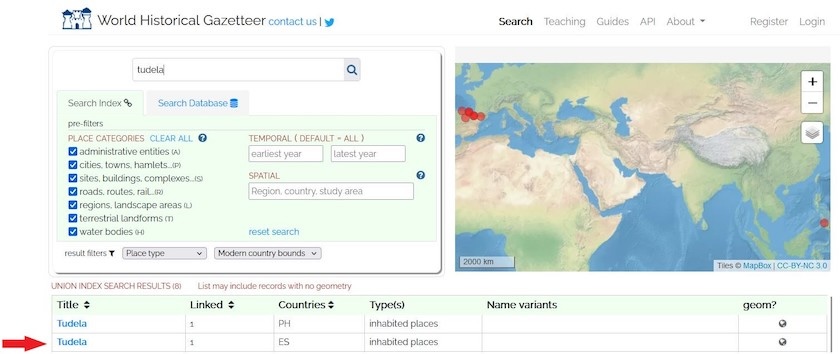 World Historical Gazetteer contact us |
Search Teaching Guides API About Register Login
tudela
Search Index Search Database
pre-filters
PLACE CATEGORIES CLEAR ALL ? TEMPORAL ( DEFAULT = ALL ) ?
administrative entities (A)
cities, towns, hamlets...(P)
earliest year latest year
sites, buildings, complexes...(S)
SPATIAL ?
roads, routes, rail...(R)
Region, country, study area
regions, landscape areas (L)
terrestrial landforms (T)
water bodies (H) reset search
result filters Place type Modern country bounds
+
−
2000 km
Tiles © MapBox | CC-BY-NC 3.0
UNION INDEX SEARCH RESULTS (8) List may include records with no geometry
Title Linked Countries Type(s) Name variants geom?
Tudela 1 PH inhabited places
Tudela 1 ES inhabited places